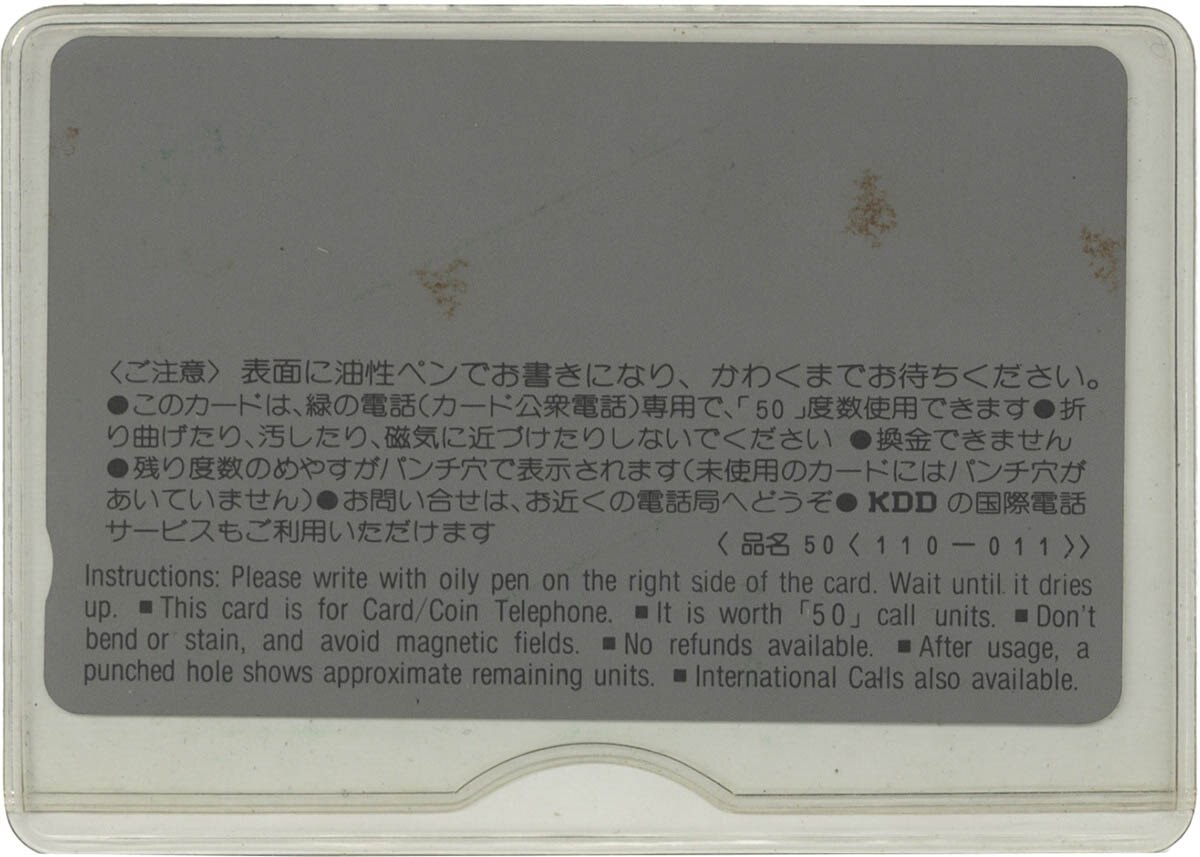 〈ご注意〉表面に油性ペンでお書きになり、かわくまでお待ちください。
●このカードは、緑の電話(カード公衆電話)専用で、「50」度数使用できます●折
り曲げたり、汚したり、磁気に近づけたりしないでください ●換金できません
●残り度数のめやすがパンチ穴で表示されます(未使用のカードにはパンチ穴が
あいていません)●お問い合せは、お近くの電話局へどうぞ● KDD の国際電話
サービスもご利用いただけます
〈品名 50〈110－011〉〉
Instructions: Please write with oily pen on the right side of the card. Wait until it dries
up. ■This card is for Card/Coin Telephone. ■It is worth「50」call units. ■Don't
bend or stain, and avoid magnetic fields. ■No refunds available. ■After usage, a
punched hole shows approximate remaining units. ■International Calls also available.